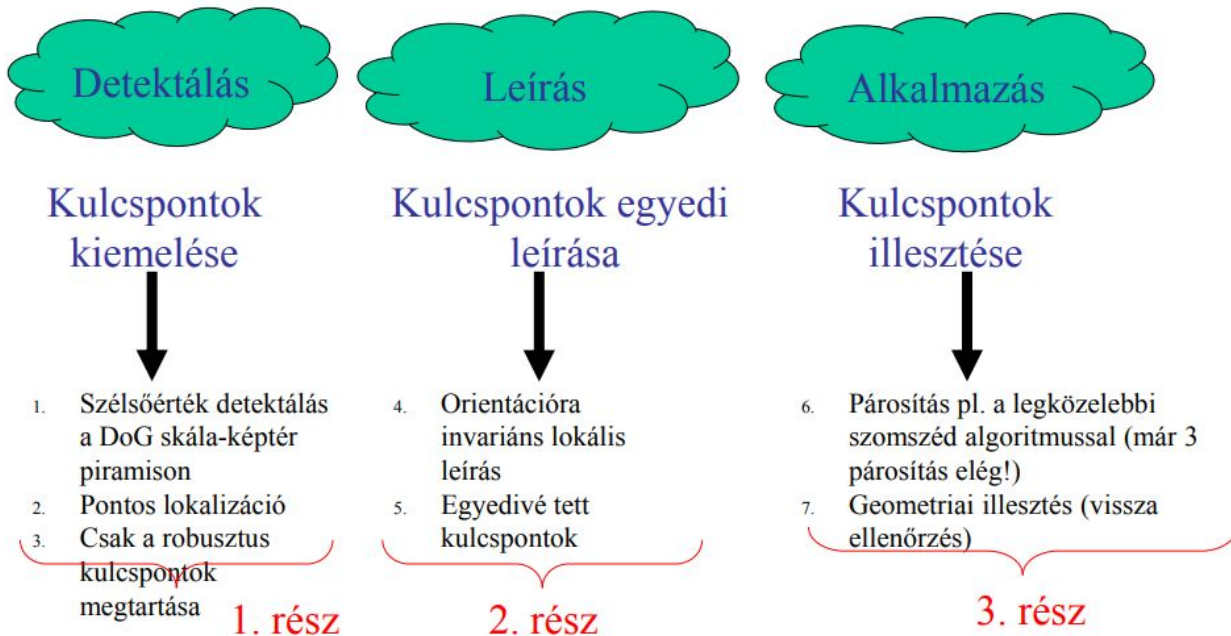 Detektálás
Leírás
Alkalmazás
Kulcspontok
kiemelése
Kulcspontok egyedi
leírása
Kulcspontok
illesztése
1. Szélsőérték detektálás
a DoG skála-képtér
piramison
2. Pontos lokalizáció
3. Csak a robusztus
kulcspontok
megtartása
1. rész
4. Orientációra
invariáns lokális
leírás
5. Egyedivé tett
kulcspontok
2. rész
6. Párosítás pl. a legközelebbi
szomszéd algoritmussal (már 3
párosítás elég!)
7. Geometriai illesztés (vissza
ellenőrzés)
3. rész